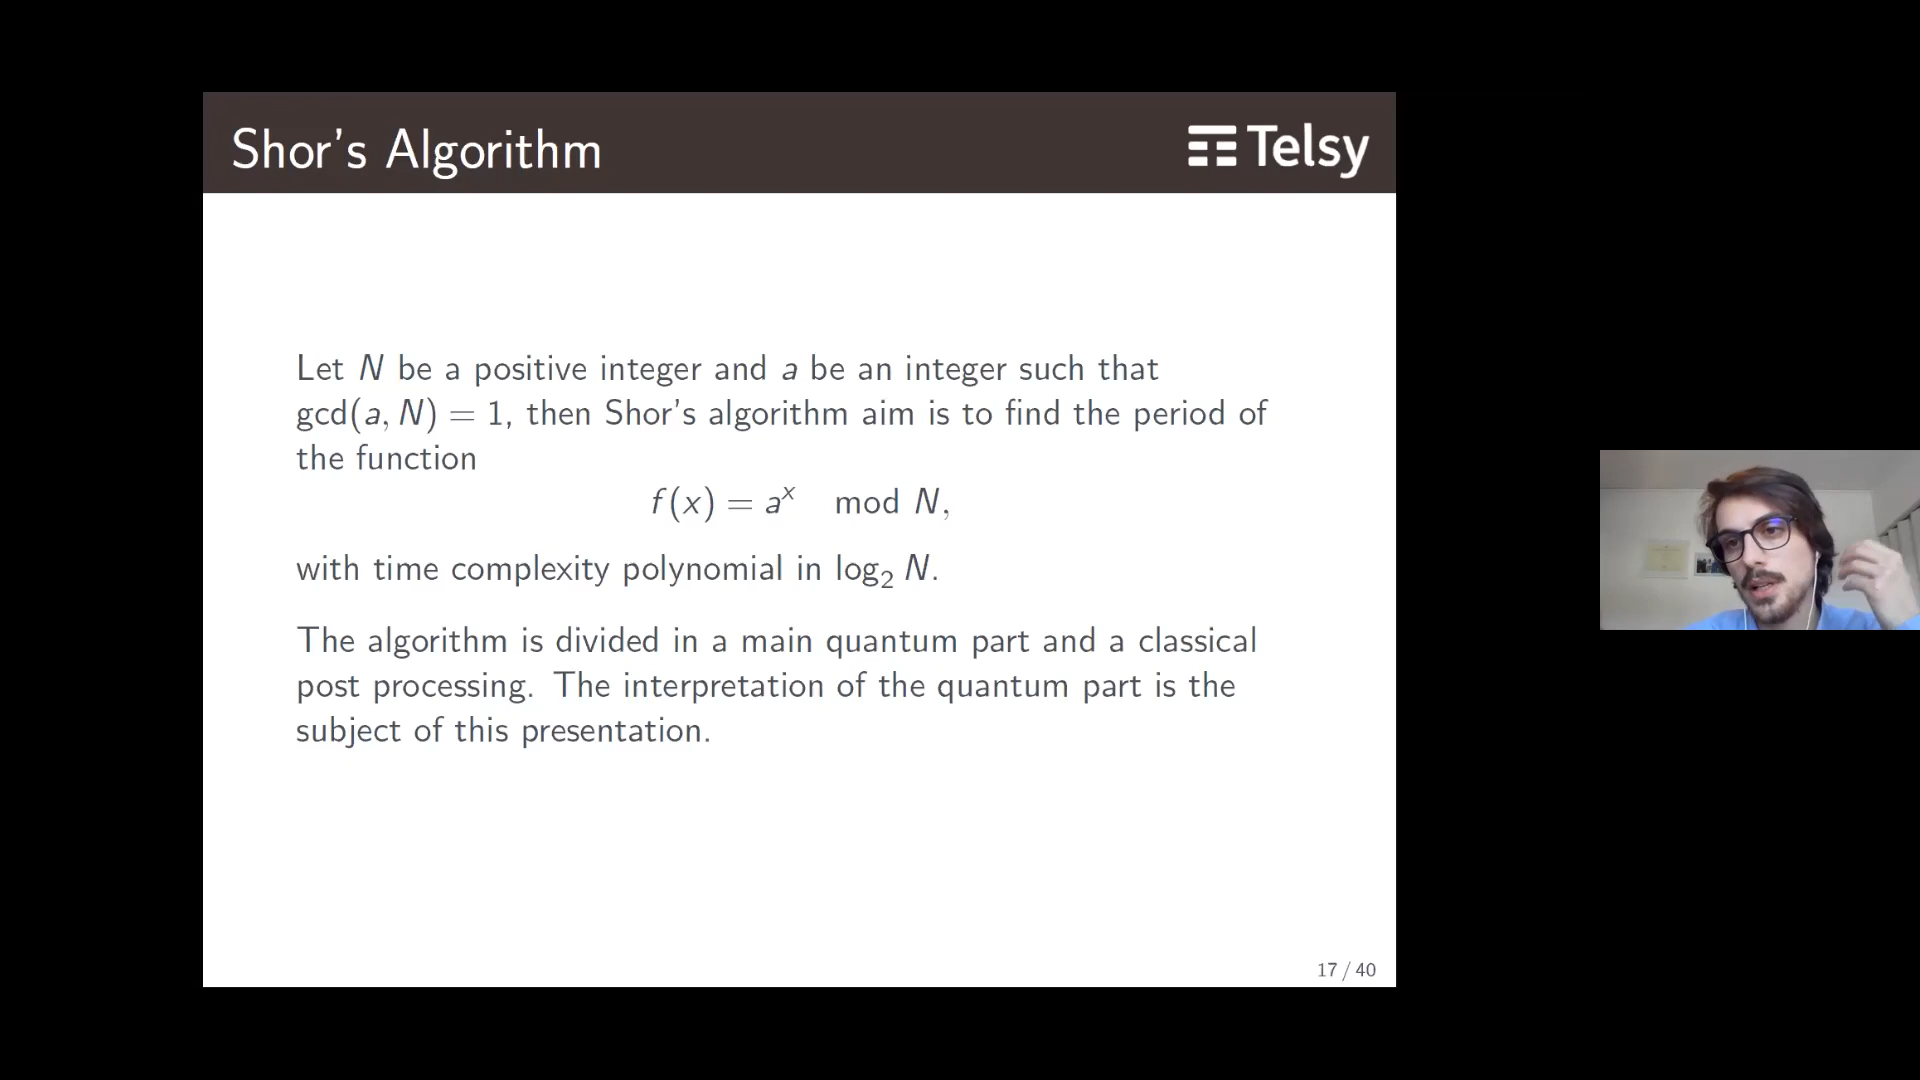 Shor's Algorithm
Telsy
Let N be a positive integer and a be an integer such that
gcd(a, N) = 1, then Shor's algorithm aim is to find the period of
the function
f(x) = aˣ mod N,
with time complexity polynomial in log₂ N.
The algorithm is divided in a main quantum part and a classical
post processing. The interpretation of the quantum part is the
subject of this presentation.
17 / 40